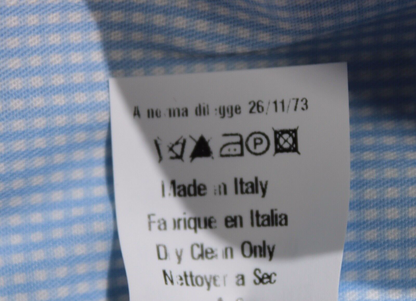 A norma di legge 26/11/73
P
Made in Italy
Fabrique en Italia
Dry Clean Only
Nettoyer a Sec